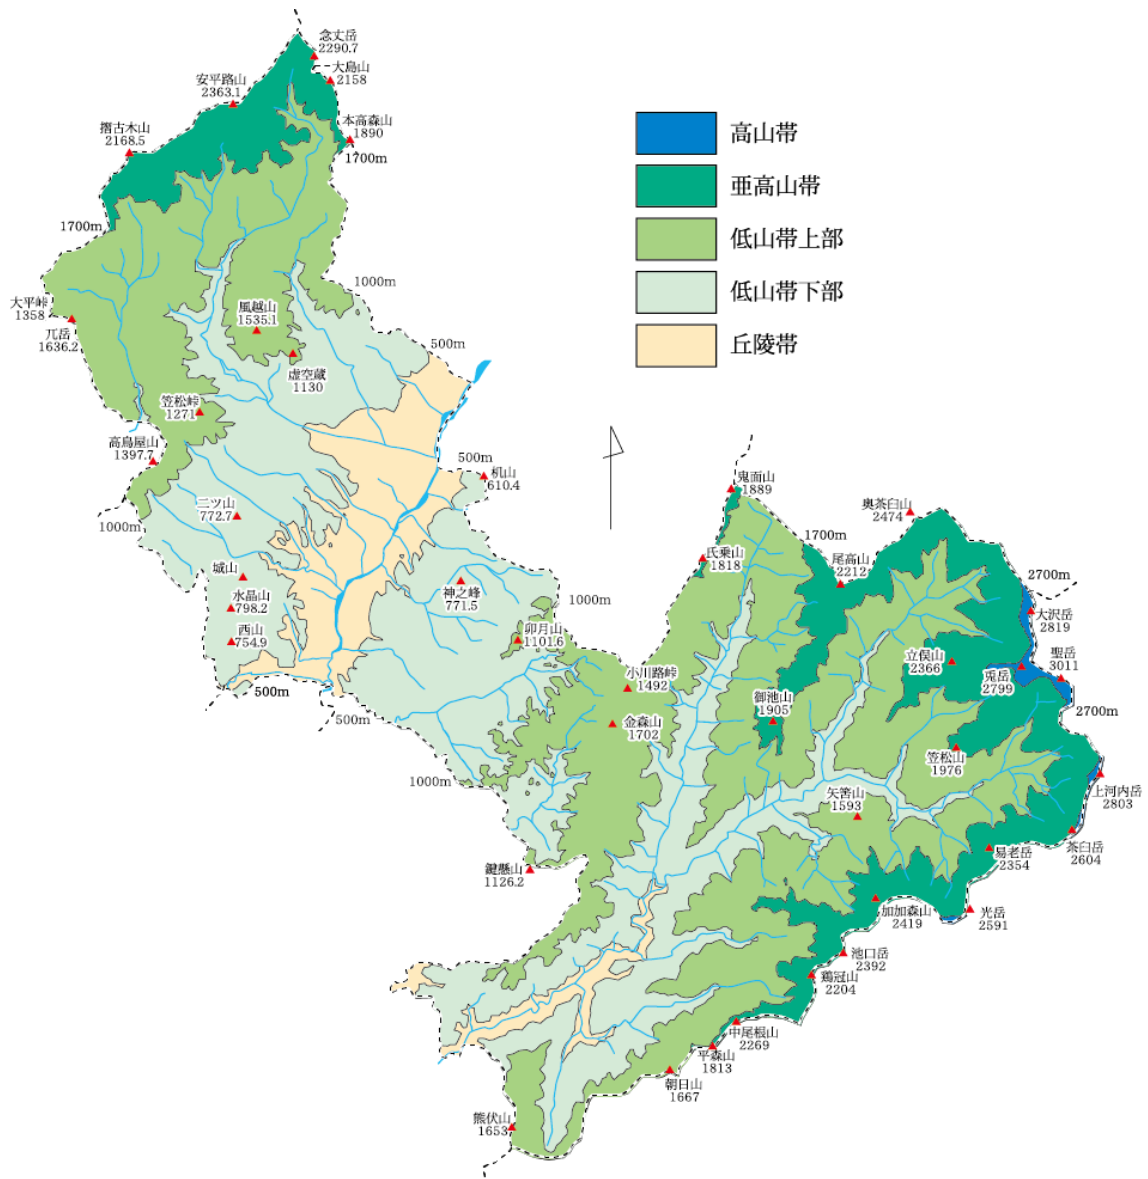 念丈岳
2290.7
大島山
2158
安平路山
2363.1
摺古木山
2168.5
本高森山
1890
1700m
1700m
高山帯
亜高山帯
低山帯上部
低山帯下部
丘陵帯
大平峠
1358
兀岳
1636.2
1000m
風越山
1535.1
虚空蔵
1130
500m
笠松峠
1271
高鳥屋山
1397.7
500m
机山
610.4
1000m
二ツ山
772.7
城山
水晶山
798.2
西山
754.9
500m
500m
神之峰
771.5
1000m
卯月山
1101.6
鬼面山
1889
奥茶臼山
2474
1700m
氏乗山
1818
尾高山
2212
2700m
大沢岳
2819
聖岳
3011
兎岳
2799
2700m
立俣山
2366
小川路峠
1492
金森山
1702
御池山
1905
笠松山
1976
上河内岳
2803
1000m
矢筈山
1593
茶臼岳
2604
易老岳
2354
鍵懸山
1126.2
加加森山
2419
光岳
2591
池口岳
2392
鶏冠山
2204
中尾根山
2269
平森山
1813
朝日山
1667
熊伏山
1653